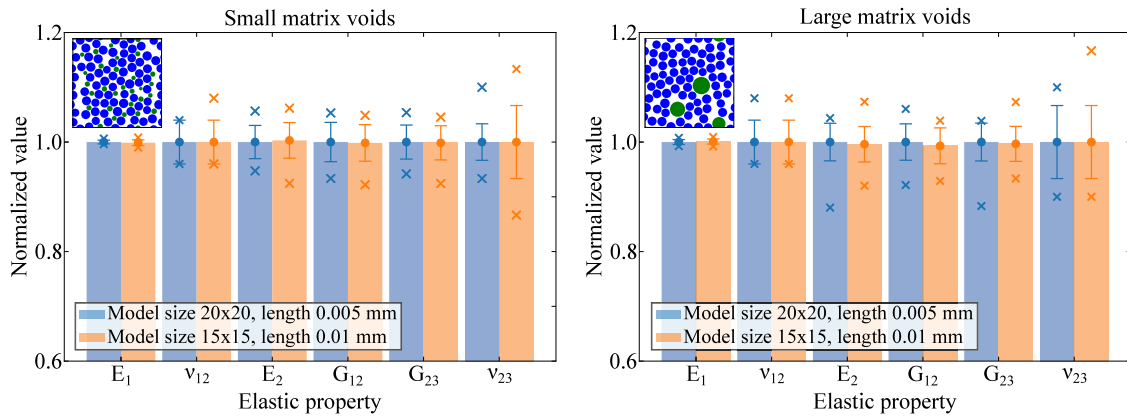 Small matrix voids
1.2
1.0
0.8
0.6
Normalized value
Model size 20x20, length 0.005 mm
Model size 15x15, length 0.01 mm
E₁ ν₁₂ E₂ G₁₂ G₂₃ ν₂₃
Elastic property
Large matrix voids
1.2
1.0
0.8
0.6
Normalized value
Model size 20x20, length 0.005 mm
Model size 15x15, length 0.01 mm
E₁ ν₁₂ E₂ G₁₂ G₂₃ ν₂₃
Elastic property